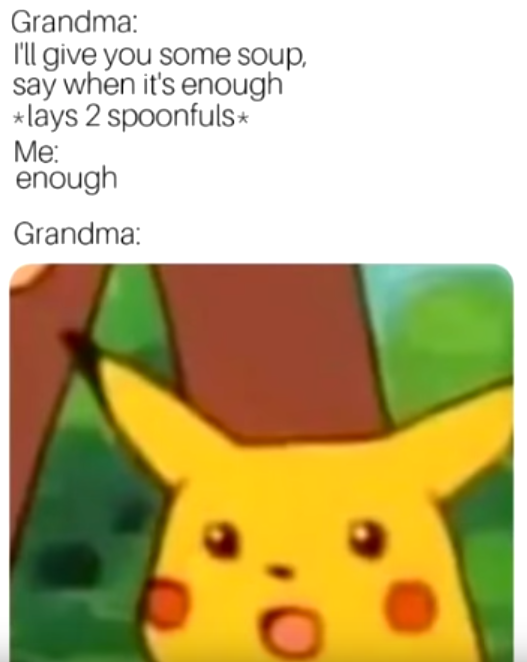 Grandma:
I'll give you some soup,
say when it's enough
*lays 2 spoonfuls*
Me:
enough
Grandma: